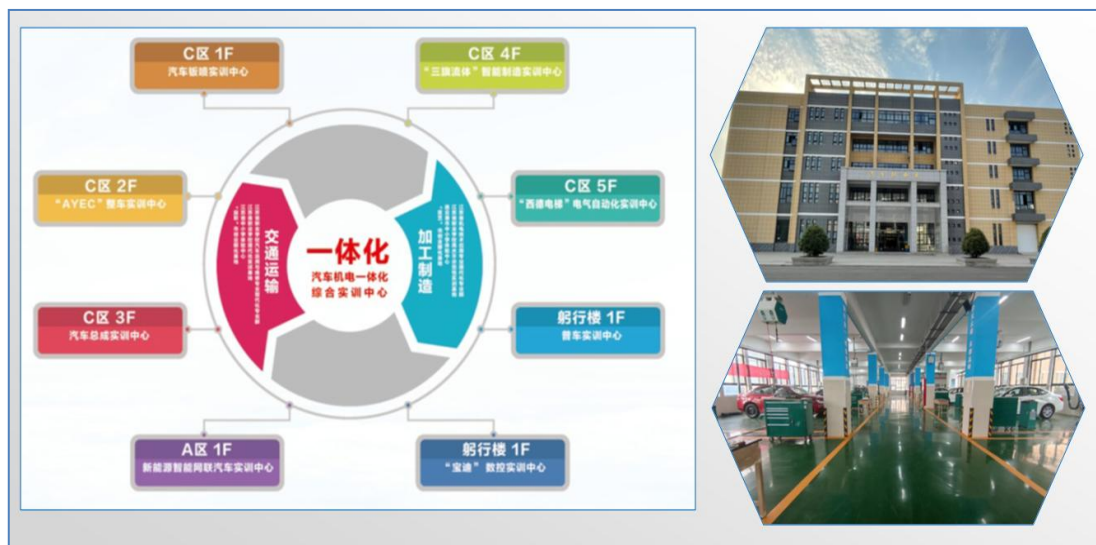 C区 1F
汽车钣喷实训中心
C区 4F
“三旗流体”智能制造实训中心
C区 2F
“AYEC”整车实训中心
C区 5F
“西德电梯”电气自动化实训中心
交通运输
一体化
汽车机电一体化
综合实训中心
加工制造
C区 3F
汽车总成实训中心
躬行楼 1F
普车实训中心
A区 1F
新能源智能网联汽车实训中心
躬行楼 1F
“宝迪” 数控实训中心